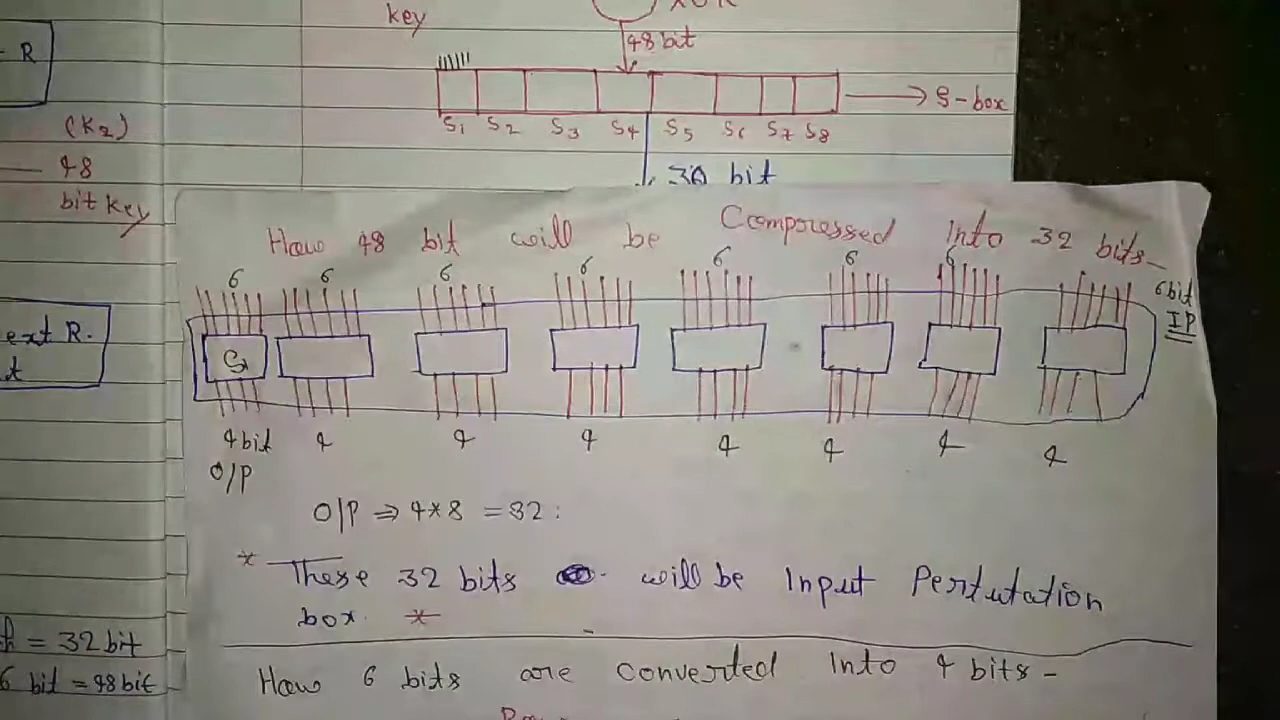 key
XOR
R
48 bit
S-box
S1 S2 S3 S4 S5 S6 S7 S8
(K2)
48
bit key
bit
How 48 bit will be Compressed Into 32 bits-
6 6 6 6 6 6 6
6 bit
IP
S1
ext R.
t
4 bit 4 4 4 4 4 4 4
O/P
O/P ⇒ 4*8 = 32:
* These 32 bits will be Input Pertutation
box. *
= 32 bit
6 bit = 48 bit
How 6 bits are Converted Into 4 bits -